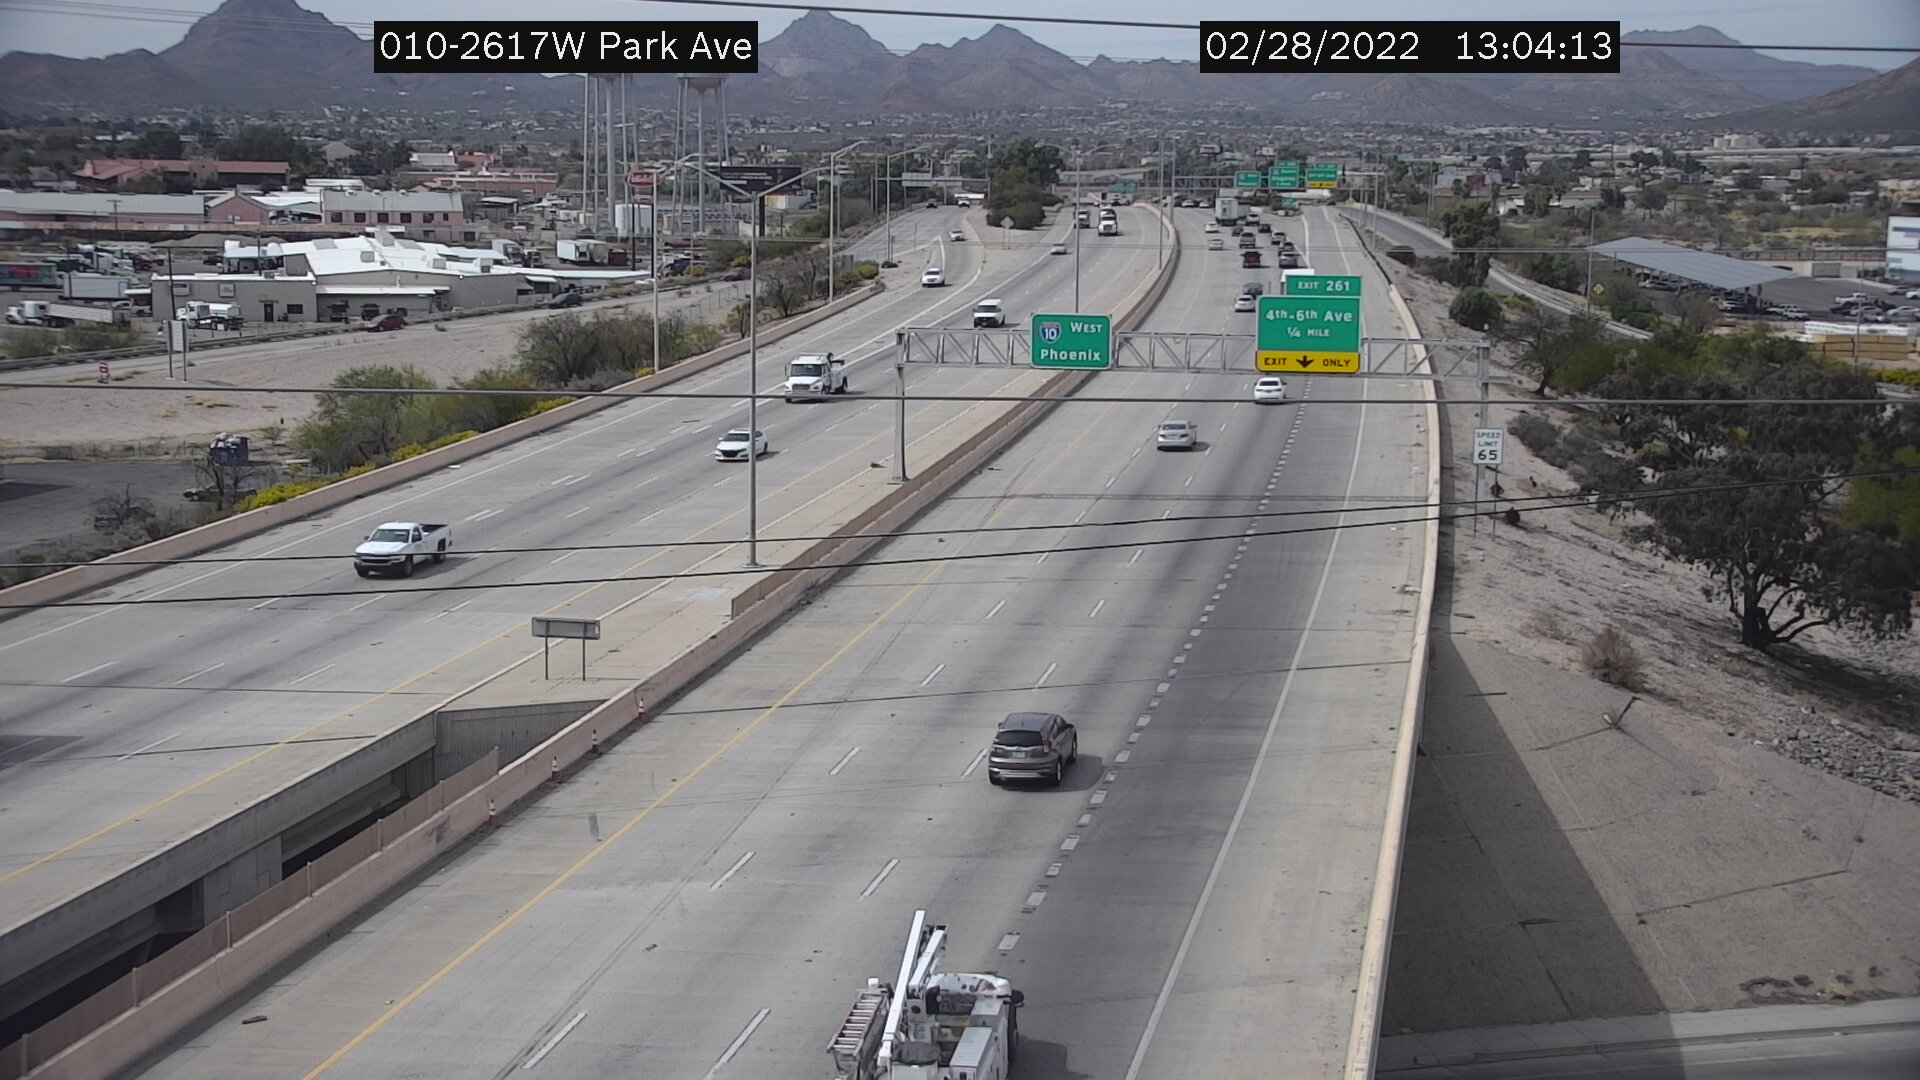 010-2617W Park Ave
02/28/2022 13:04:13
EXIT 261
4th-6th Ave
1/4 MILE
EXIT ONLY
10 WEST
Phoenix
SPEED
LIMIT
65